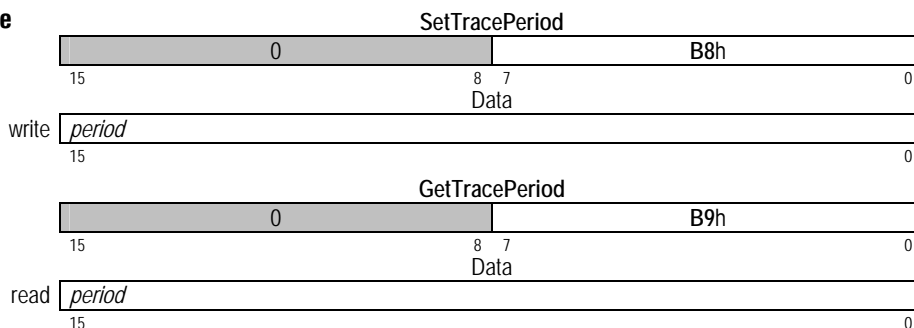 e
SetTracePeriod
0 B8h
15 8 7 0
Data
write period
15 0
GetTracePeriod
0 B9h
15 8 7 0
Data
read period
15 0